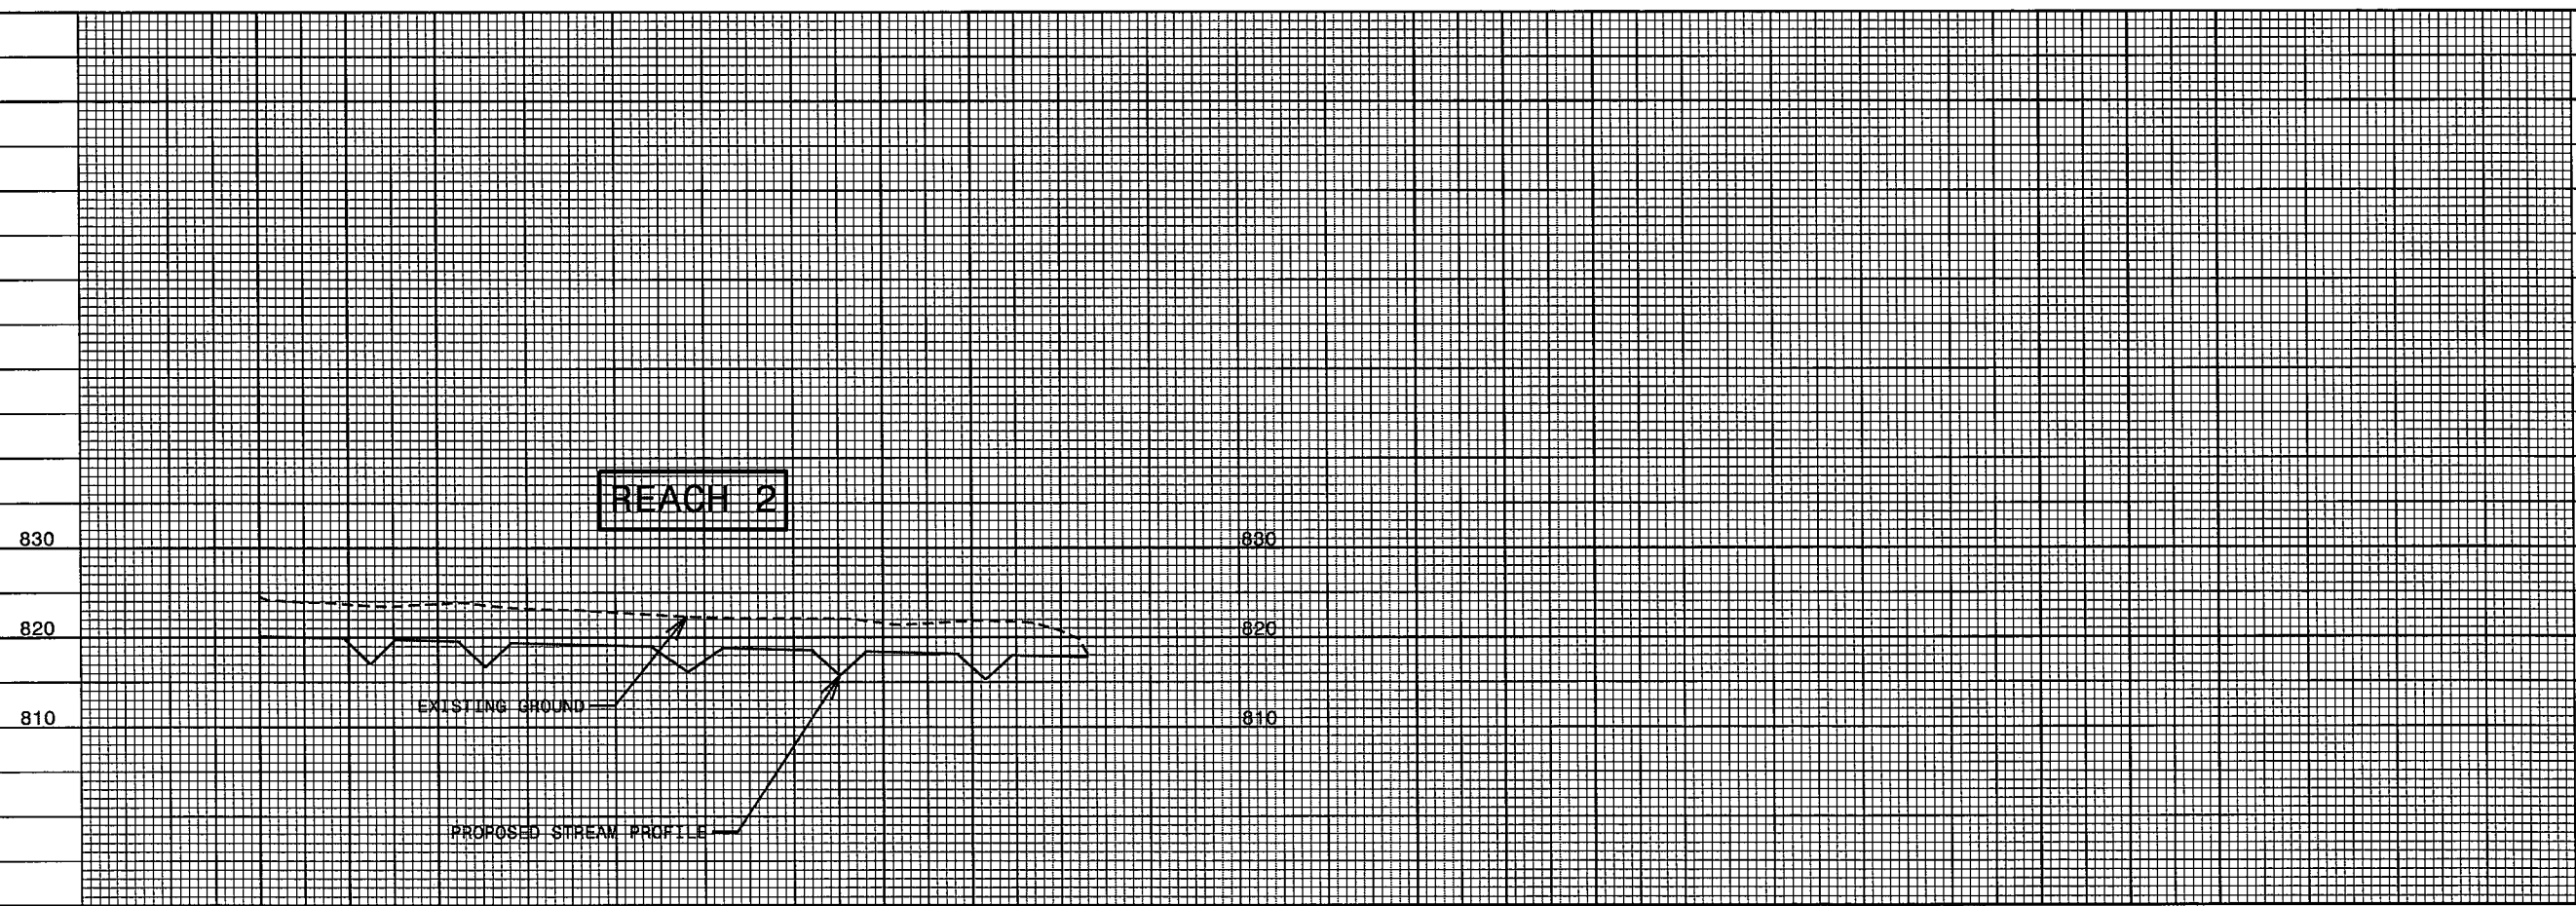 REACH 2
830 830
820 820
EXISTING GROUND
810 810
PROPOSED STREAM PROFILE